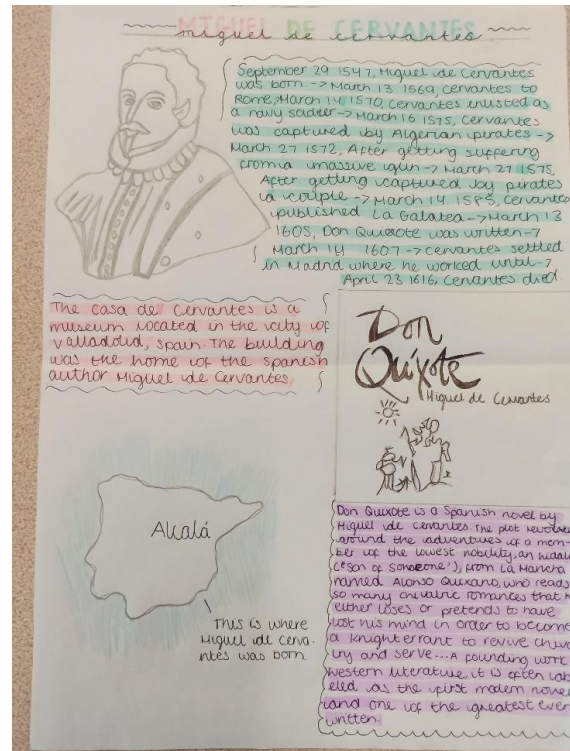 MIGUEL DE CERVANTES
miguel de cervantes
September 29 1547, Miguel de Cervantes
was born -> March 13 1569, cervantes to
Rome, March 14 1570, Cervantes enlisted as
a navy -> March 16 1575, Cervantes
was captured by Algerian pirates ->
March 27 1572, After getting suffering
from a massive gun -> March 27 1575,
After getting captured by pirates
a couple -> March 14 1585, Cervantes
published La Galatea -> March 13
1605, Don Quixote was written ->
March 14 1607 -> cervantes settled
in Madrid where he worked until ->
April 23 1616, Cervantes died.
The casa de Cervantes is a
museum located in the city of
Valladolid, Spain. The building
was the home of the spanish
author Miguel de Cervantes.
Don
Quixote
Miguel de Cervantes
Alcalá
This is where
Miguel de Cerva-
ntes was born.
Don Quixote is a Spanish novel by
Miguel de Cervantes. The plot revolves
around the adventures of a mem-
ber of the lowest nobility, an hidalgo
("son of someone"), from La Mancha
named Alonso Quixano, who reads
so many chivalric romances that he
either loses or pretends to have
lost his mind in order to become
a knight errant to revive chival
ry and serve... A founding work
Western literature, it is often lab
eled as the first modern novel
and one of the greatest ever
written.